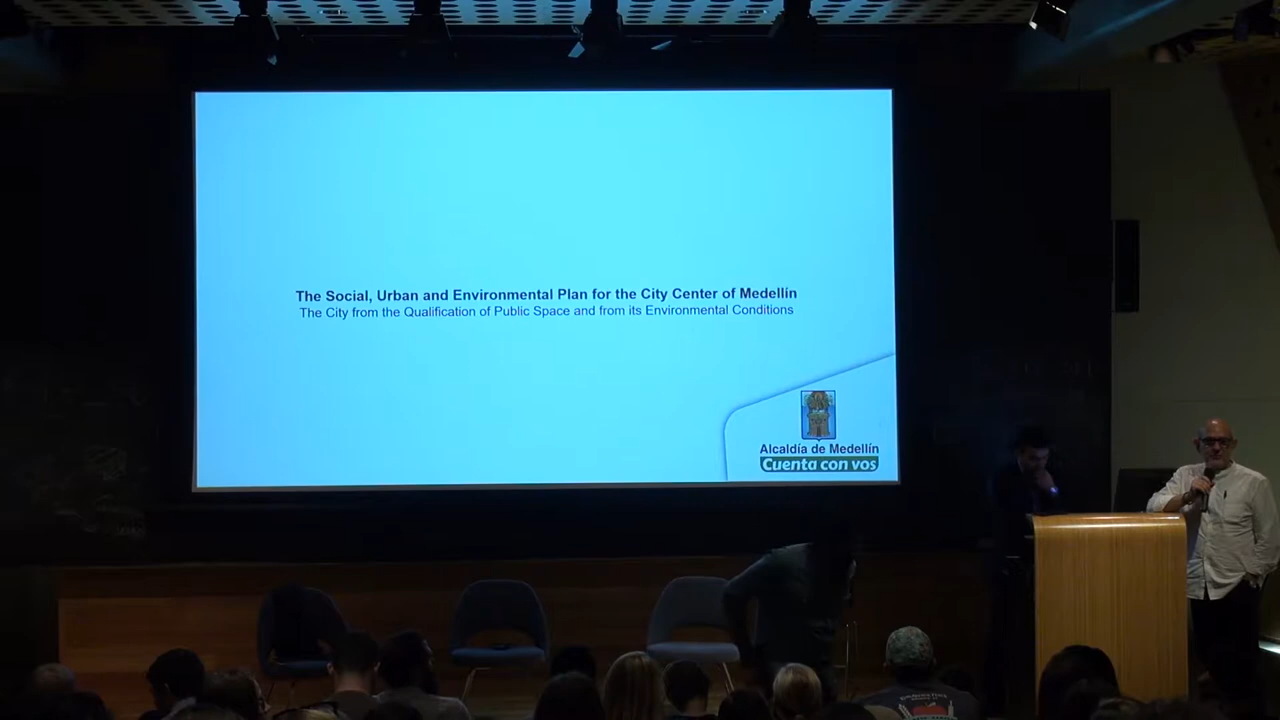 The Social, Urban and Environmental Plan for the City Center of Medellín
The City from the Qualification of Public Space and from its Environmental Conditions
Alcaldía de Medellín
Cuenta con vos